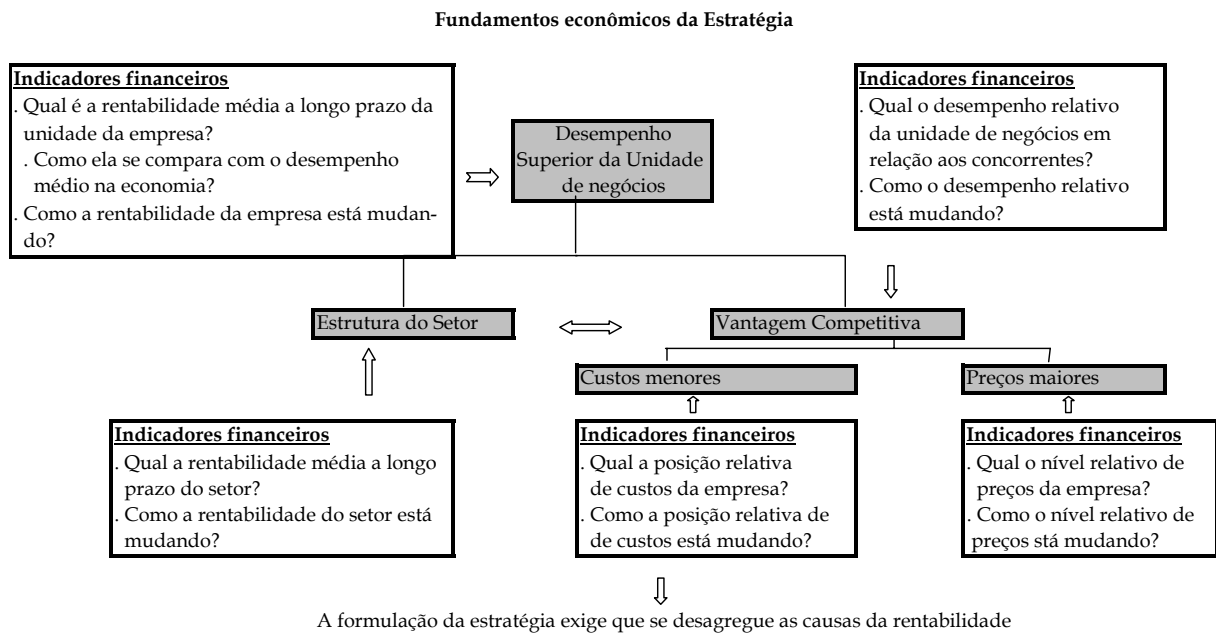 Fundamentos econômicos da Estratégia
Indicadores financeiros
. Qual é a rentabilidade média a longo prazo da
unidade da empresa?
. Como ela se compara com o desempenho
médio na economia?
. Como a rentabilidade da empresa está mudan-
do?
Desempenho
Superior da Unidade
de negócios
Indicadores financeiros
. Qual o desempenho relativo
da unidade de negócios em
relação aos concorrentes?
. Como o desempenho relativo
está mudando?
Estrutura do Setor
Vantagem Competitiva
Custos menores
Preços maiores
Indicadores financeiros
. Qual a rentabilidade média a longo
prazo do setor?
. Como a rentabilidade do setor está
mudando?
Indicadores financeiros
. Qual a posição relativa
de custos da empresa?
. Como a posição relativa de
de custos está mudando?
Indicadores financeiros
. Qual o nível relativo de
preços da empresa?
. Como o nível relativo de
preços stá mudando?
A formulação da estratégia exige que se desagregue as causas da rentabilidade